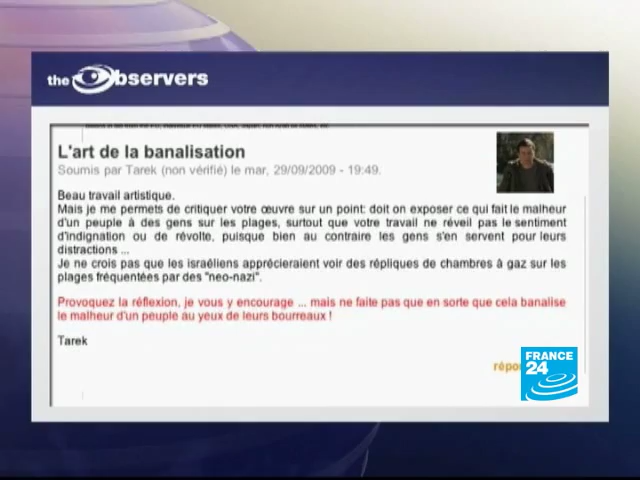 the Observers
L'art de la banalisation
Soumis par Tarek (non vérifié) le mar, 29/09/2009 - 19:49.
Beau travail artistique.
Mais je me permets de critiquer votre œuvre sur un point: doit on exposer ce qui fait le malheur
d'un peuple à des gens sur les plages, surtout que votre travail ne réveil pas le sentiment
d'indignation ou de révolte, puisque bien au contraire les gens s'en servent pour leurs
distractions ...
Je ne crois pas que les israéliens apprécieraient voir des répliques de chambres à gaz sur les
plages fréquentées par des "neo-nazi".
Provoquez la réflexion, je vous y encourage ... mais ne faite pas que en sorte que cela banalise
le malheur d'un peuple au yeux de leurs bourreaux !
Tarek
FRANCE
24